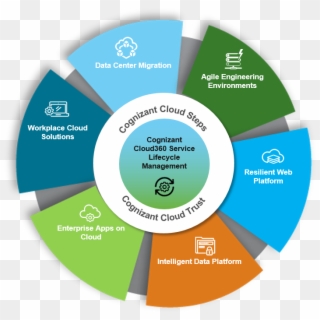 Data Center Migration
Agile Engineering
Environments
Workplace Cloud
Solutions
Cognizant Cloud Steps
Cognizant
Cloud360 Service
Lifecycle
Management
Cognizant Cloud Trust
Resilient Web
Platform
Enterprise Apps on
Cloud
Intelligent Data Platform